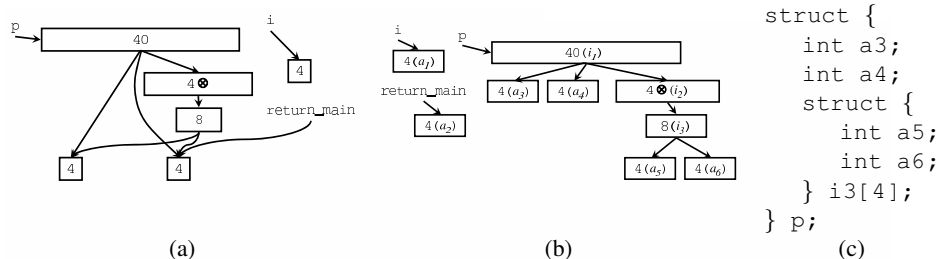 p
40
4⊗
8
4
4
i
4
return_main
(a)
i
4(a1)
return_main
4(a2)
p
40(i1)
4(a3)
4(a4)
4⊗(i2)
8(i3)
4(a5)
4(a6)
(b)
struct {
int a3;
int a4;
struct {
int a5;
int a6;
} i3[4];
} p;
(c)